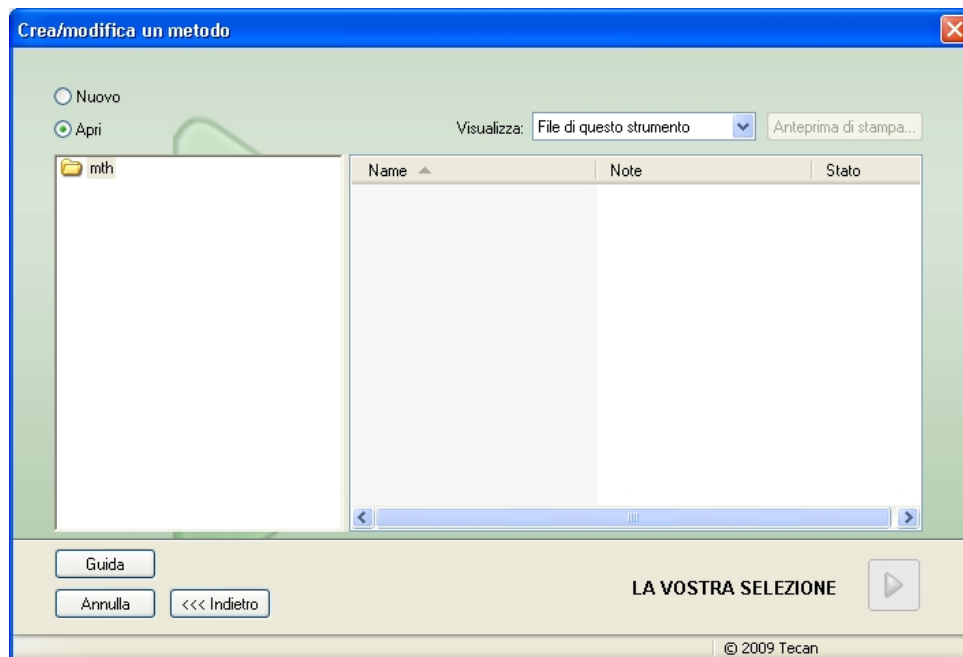 Crea/modifica un metodo
Nuovo
Apri
Visualizza: File di questo strumento Anteprima di stampa...
mth
Name Note Stato
Guida
Annulla <<< Indietro
LA VOSTRA SELEZIONE
© 2009 Tecan